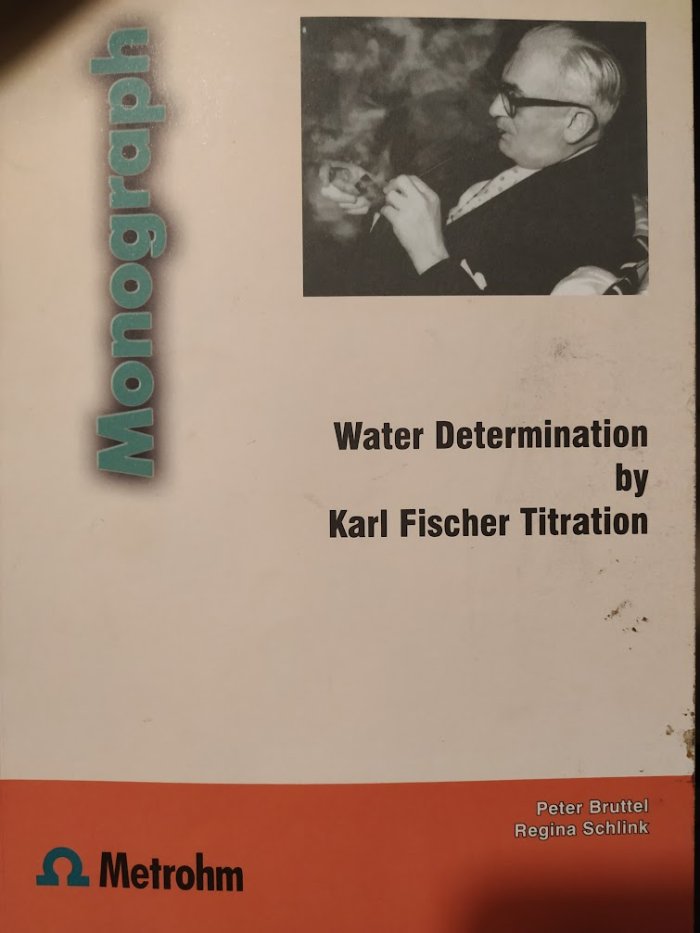 Monograph
Water Determination
by
Karl Fischer Titration
Peter Bruttel
Regina Schlink
Metrohm